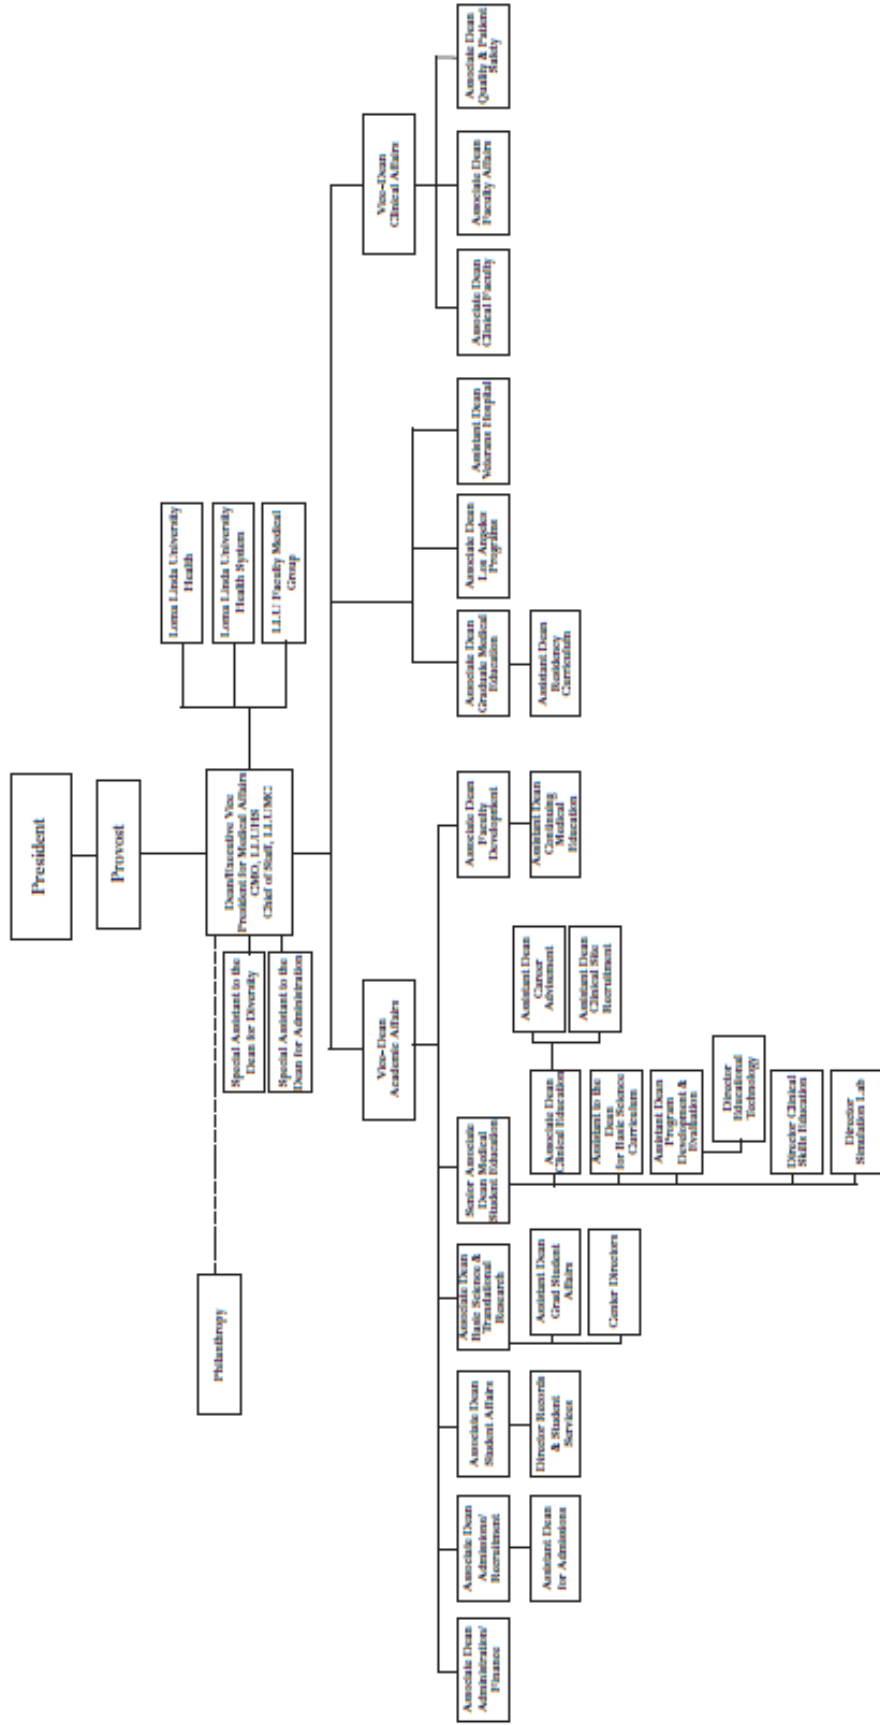 President
Provost
Dean/Executive Vice
President for Medical Affairs
CMO, LLUHS
Chief of Staff, LLUMC
Loma Linda University
Health
Loma Linda University
Health System
LLU Faculty Medical
Group
Philanthropy
Special Assistant to the
Dean for Diversity
Special Assistant to the
Dean for Administration
Vice-Dean
Academic Affairs
Vice-Dean
Clinical Affairs
Associate Dean
Administration/
Finance
Associate Dean
Admissions/
Recruitment
Associate Dean
Student Affairs
Associate Dean
Basic Science &
Translational
Research
Senior Associate
Dean Medical
Student Education
Associate Dean
Faculty
Development
Associate Dean
Graduate Medical
Education
Associate Dean
Los Angeles
Programs
Assistant Dean
Veterans Hospital
Associate Dean
Clinical Faculty
Associate Dean
Faculty Affairs
Associate Dean
Quality & Patient
Safety
Assistant Dean
for Admissions
Director Records
& Student
Services
Assistant Dean
Grad Student
Affairs
Center Directors
Associate Dean
Clinical Education
Assistant Dean
Career
Advisement
Assistant Dean
Clinical Site
Recruitment
Assistant to the
Dean
for Basic Science
Curriculum
Assistant Dean
Program
Development &
Evaluation
Director
Educational
Technology
Director Clinical
Skills Education
Director
Simulation Lab
Assistant Dean
Continuing
Medical
Education
Assistant Dean
Residency
Curriculum